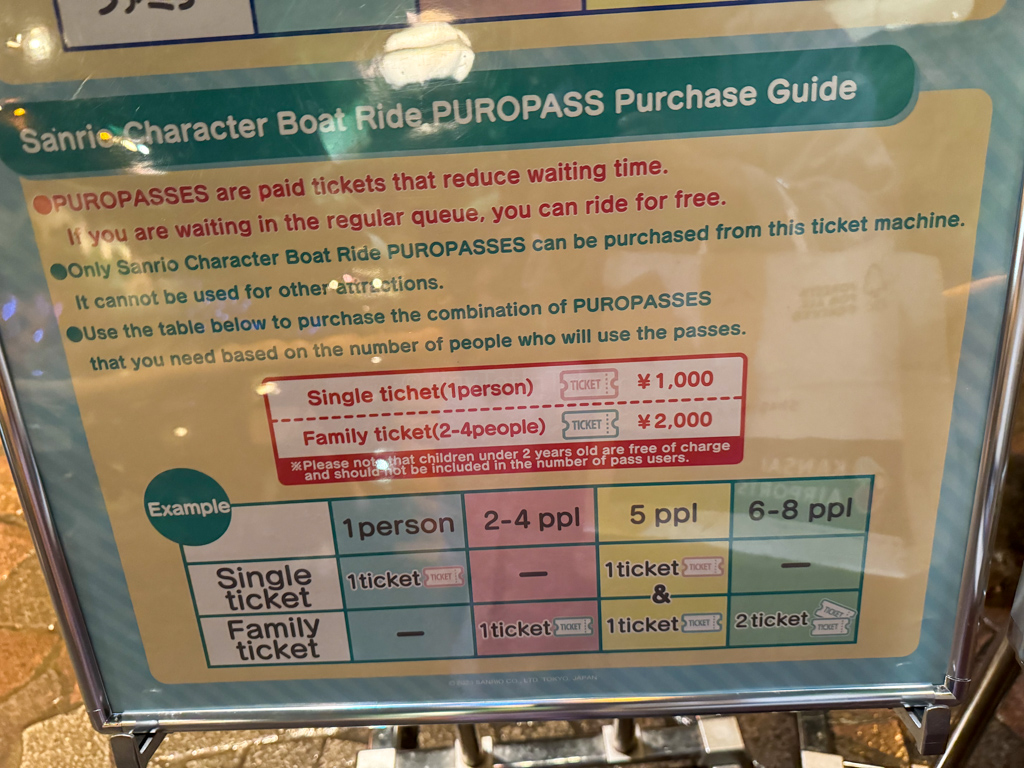 ファミリ
Sanrio Character Boat Ride PUROPASS Purchase Guide
●PUROPASSES are paid tickets that reduce waiting time.
If you are waiting in the regular queue, you can ride for free.
●Only Sanrio Character Boat Ride PUROPASSES can be purchased from this ticket machine.
It cannot be used for other attractions.
●Use the table below to purchase the combination of PUROPASSES
that you need based on the number of people who will use the passes.
Single tichet(1person) TICKET ¥1,000
Family ticket(2-4people) TICKET ¥2,000
※Please note that children under 2 years old are free of charge
and should not be included in the number of pass users.
Example
1person 2-4 ppl 5 ppl 6-8 ppl
Single ticket 1ticket TICKET — 1ticket TICKET —
&
Family ticket — 1ticket TICKET 1ticket TICKET 2ticket TICKET TICKET
KANSAI
AIRPORTS